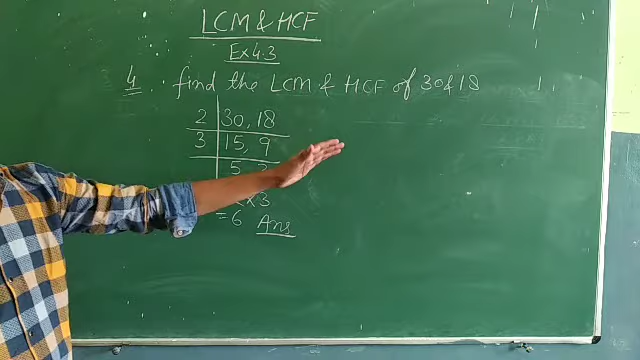 LCM & HCF
Ex 4.3
4. find the LCM & HCF of 30 & 18
2 | 30, 18
3 | 15, 9
5,
x 3
= 6 Ans